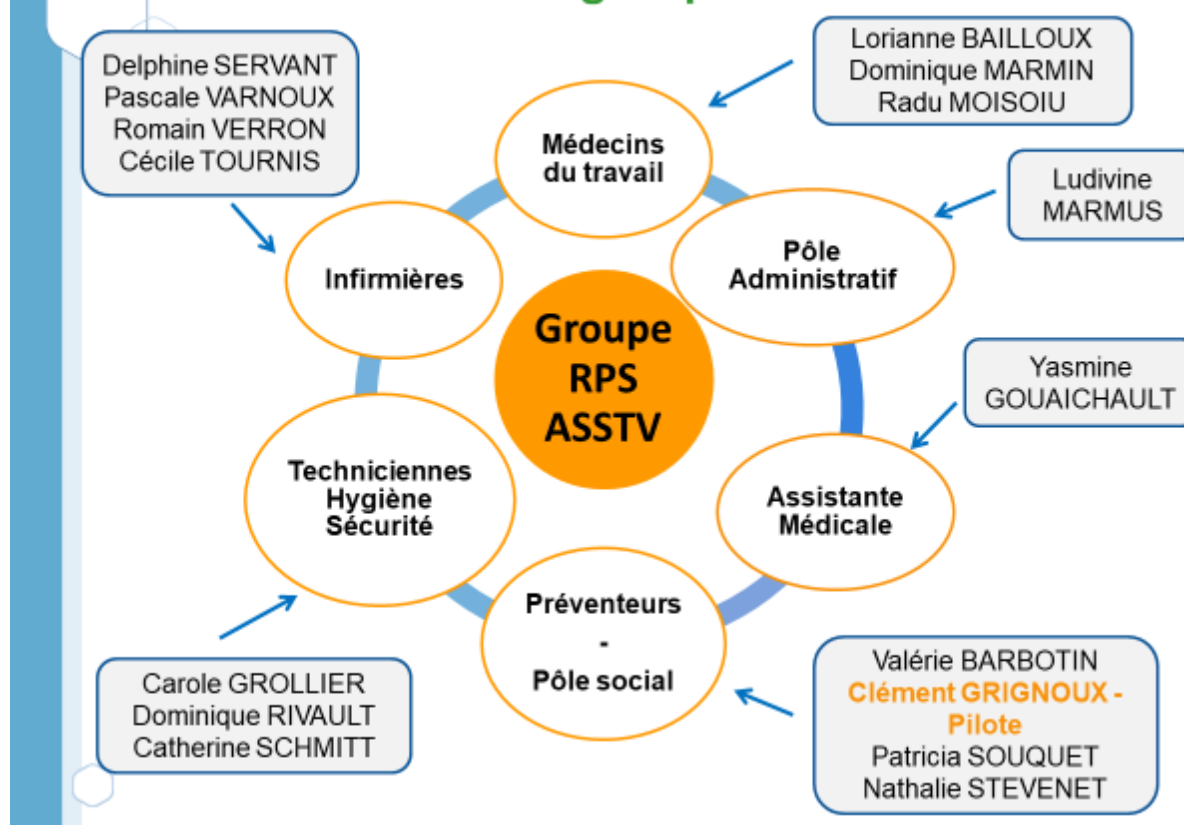 Delphine SERVANT
Pascale VARNOUX
Romain VERRON
Cécile TOURNIS
Lorianne BAILLOUX
Dominique MARMIN
Radu MOISOIU
Médecins
du travail
Ludivine
MARMUS
Pôle
Administratif
Infirmières
Groupe
RPS
ASSTV
Yasmine
GOUAICHAULT
Techniciennes
Hygiène
Sécurité
Assistante
Médicale
Préventeurs
-
Pôle social
Carole GROLLIER
Dominique RIVAULT
Catherine SCHMITT
Valérie BARBOTIN
Clément GRIGNOUX -
Pilote
Patricia SOUQUET
Nathalie STEVENET